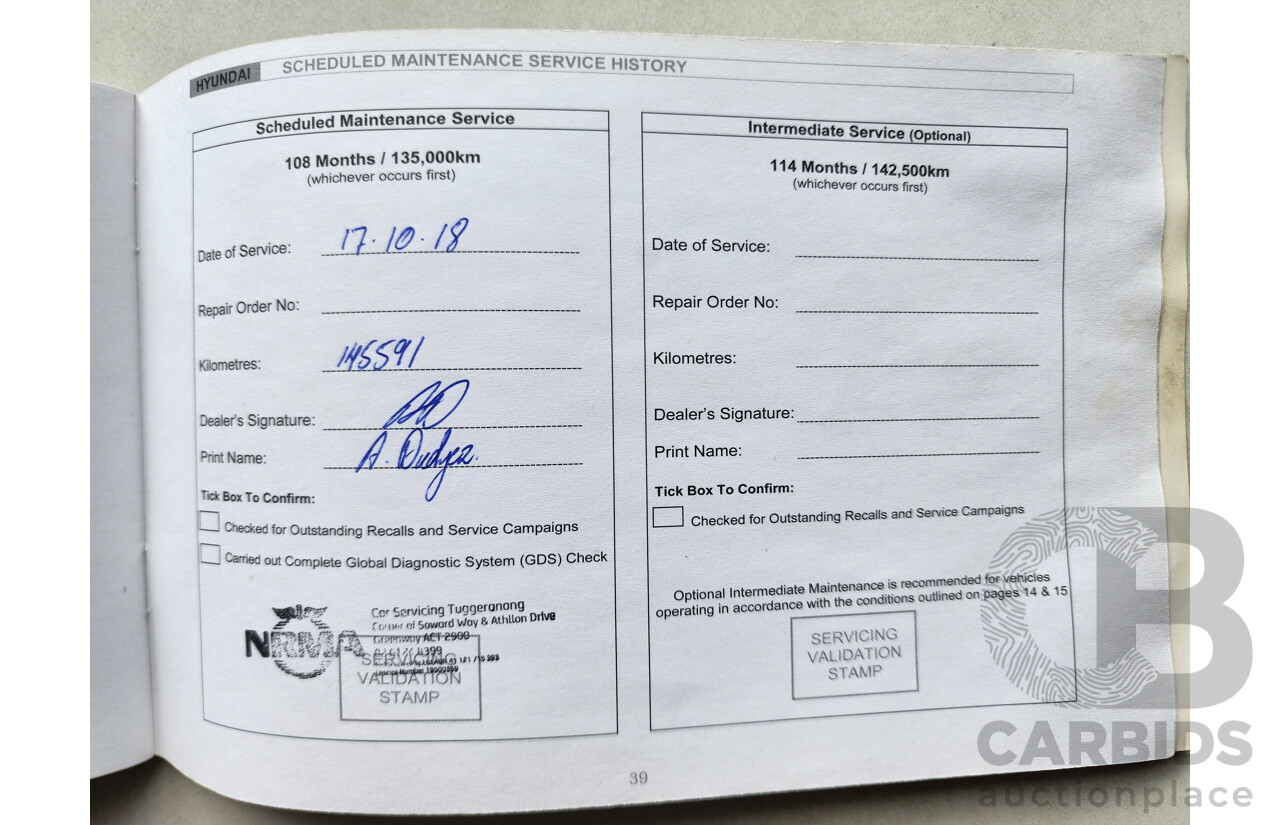 HYUNDAI SCHEDULED MAINTENANCE SERVICE HISTORY
Scheduled Maintenance Service
108 Months / 135,000km
(whichever occurs first)
Date of Service: 17.10.18
Repair Order No:
Kilometres: 145591
Dealer's Signature:
Print Name: A.
Tick Box To Confirm:
Checked for Outstanding Recalls and Service Campaigns
Carried out Complete Global Diagnostic System (GDS) Check
NRMA
Car Servicing Tuggeranong
Corner of Soward Way & Athllon Drive
Greenway ACT 2900
SERVICING
VALIDATION
STAMP
Intermediate Service (Optional)
114 Months / 142,500km
(whichever occurs first)
Date of Service:
Repair Order No:
Kilometres:
Dealer's Signature:
Print Name:
Tick Box To Confirm:
Checked for Outstanding Recalls and Service Campaigns
Optional Intermediate Maintenance is recommended for vehicles
operating in accordance with the conditions outlined on pages 14 & 15
SERVICING
VALIDATION
STAMP
39
CB
CARBIDS
auctionplace